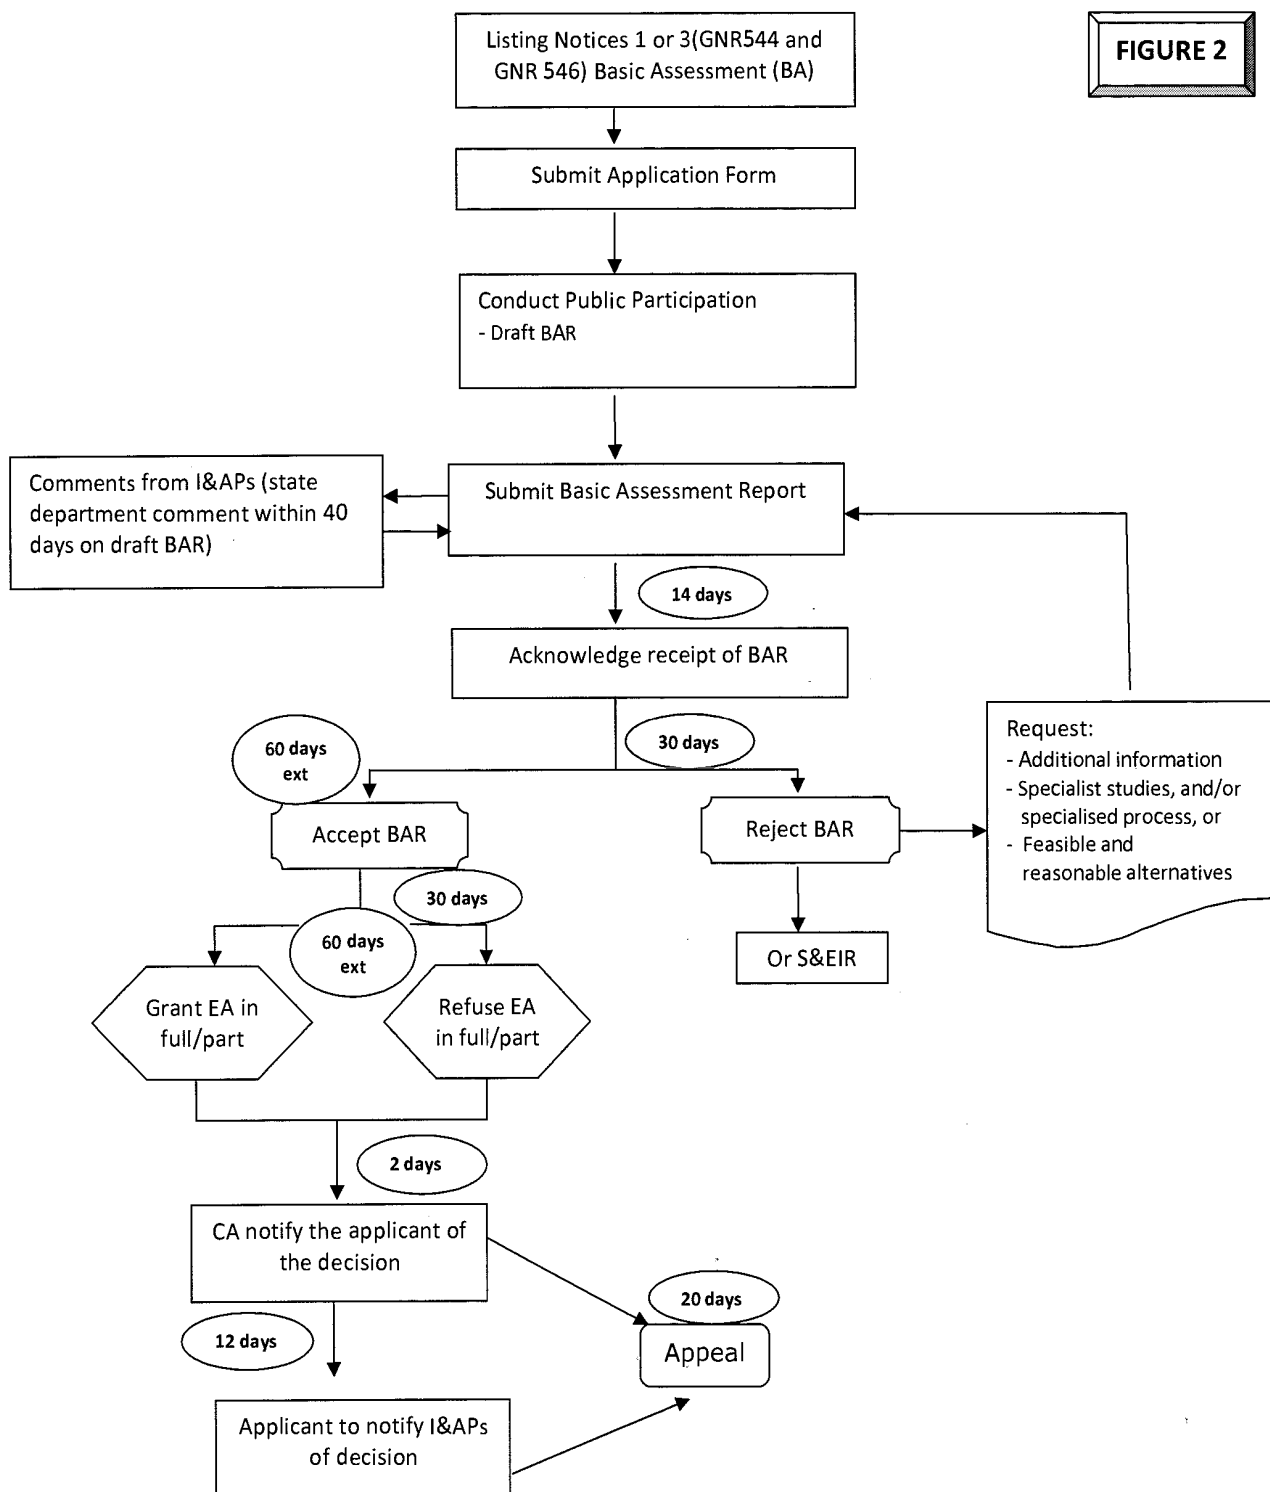 Listing Notices 1 or 3(GNR544 and
GNR 546) Basic Assessment (BA)
FIGURE 2
Submit Application Form
Conduct Public Participation
- Draft BAR
Comments from I&APs (state
department comment within 40
days on draft BAR)
Submit Basic Assessment Report
14 days
Acknowledge receipt of BAR
60 days
ext
30 days
Accept BAR
Reject BAR
Request:
- Additional information
- Specialist studies, and/or
specialised process, or
- Feasible and
reasonable alternatives
30 days
60 days
ext
Or S&EIR
Grant EA in
full/part
Refuse EA
in full/part
2 days
CA notify the applicant of
the decision
20 days
12 days
Appeal
Applicant to notify I&APs
of decision